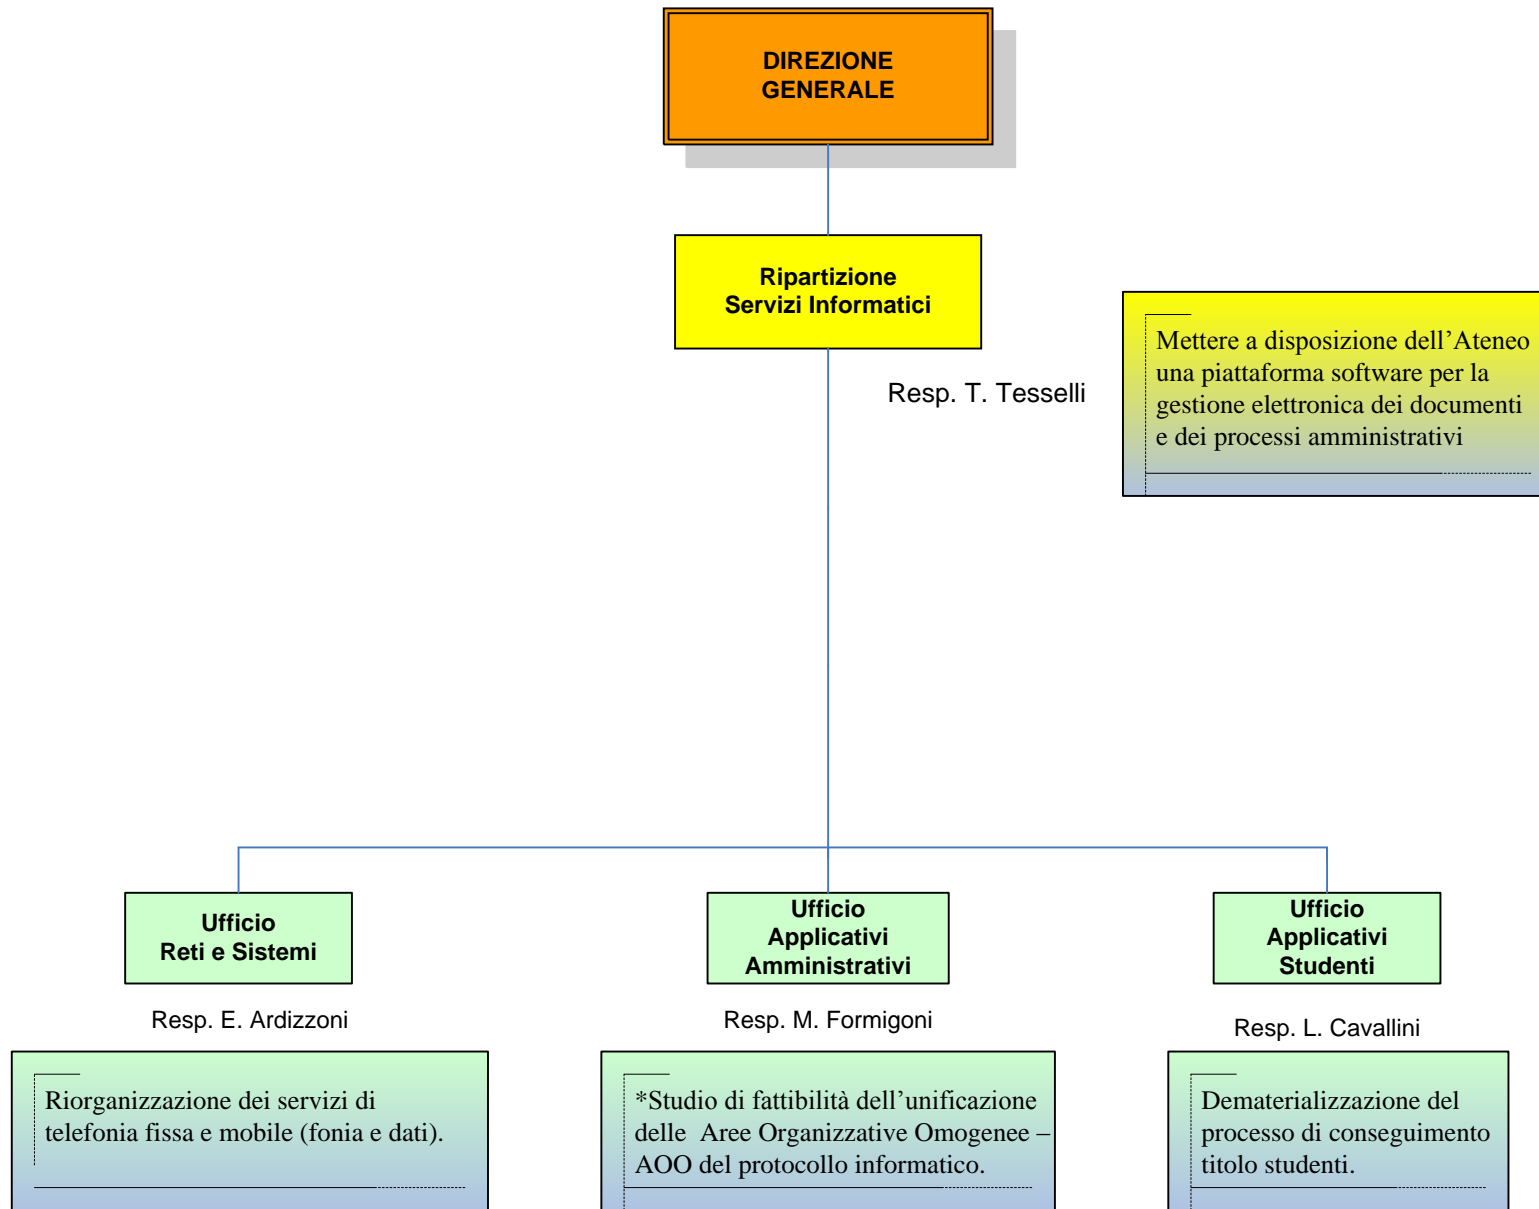 DIREZIONE
GENERALE
Ripartizione
Servizi Informatici
Resp. T. Tesselli
Mettere a disposizione dell’Ateneo
una piattaforma software per la
gestione elettronica dei documenti
e dei processi amministrativi
Ufficio
Reti e Sistemi
Resp. E. Ardizzoni
Riorganizzazione dei servizi di
telefonia fissa e mobile (fonia e dati).
Ufficio
Applicativi
Amministrativi
Resp. M. Formigoni
*Studio di fattibilità dell’unificazione
delle  Aree Organizzative Omogenee –
AOO del protocollo informatico.
Ufficio
Applicativi
Studenti
Resp. L. Cavallini
Dematerializzazione del
processo di conseguimento
titolo studenti.